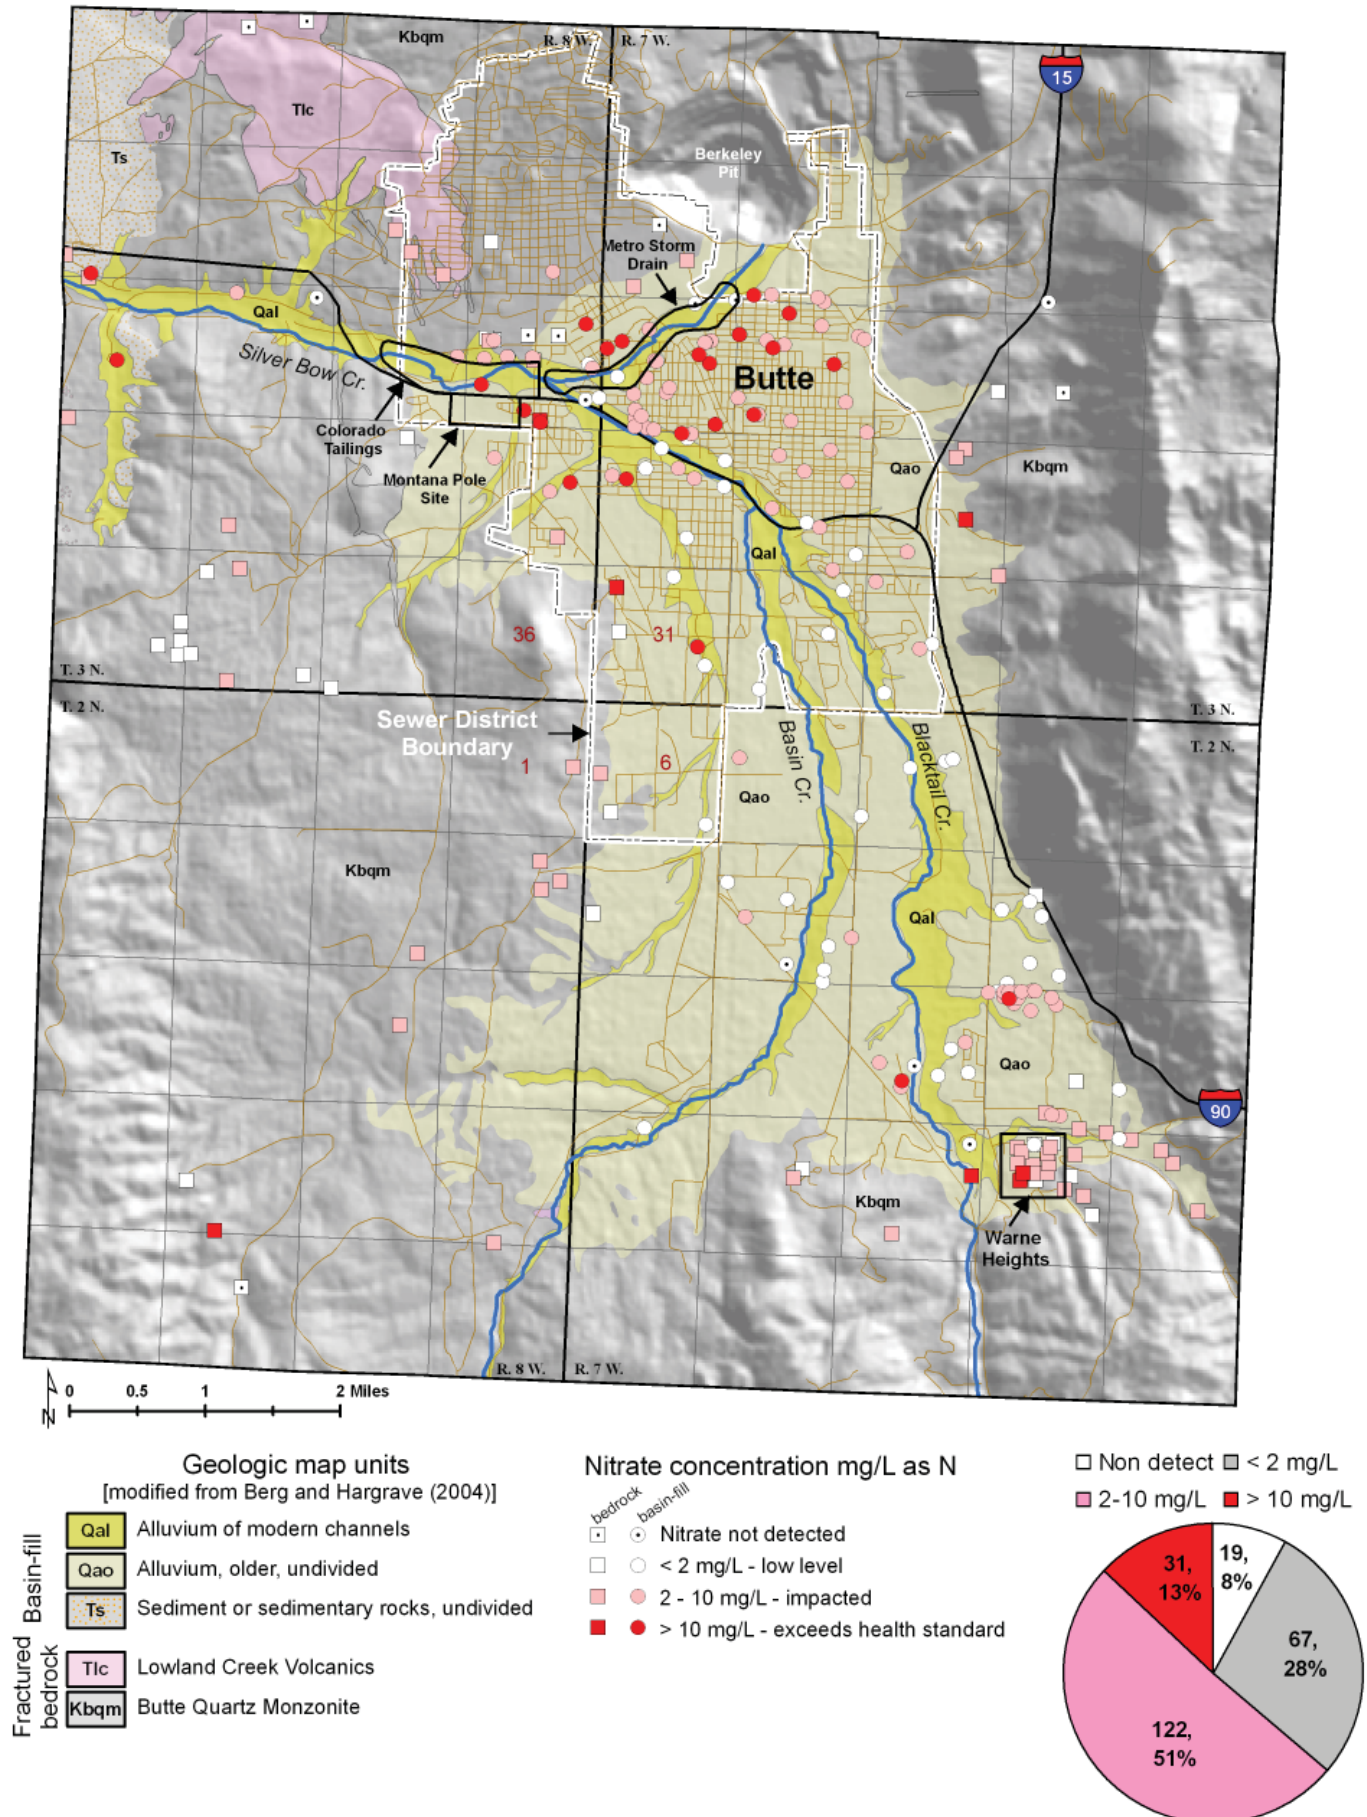 Kbqm
R. 8 W.
R. 7 W.
15
Tlc
Ts
Berkeley
Pit
Metro Storm
Drain
Qal
Silver Bow Cr.
Butte
Colorado
Tailings
Montana Pole
Site
Qao
Kbqm
Qal
36
31
T. 3 N.
T. 2 N.
T. 3 N.
T. 2 N.
Sewer District
Boundary
1
6
Basin Cr.
Blacktail Cr.
Qao
Kbqm
Qal
Qao
90
Kbqm
Warne
Heights
R. 8 W.
R. 7 W.
N
0 0.5 1 2 Miles
Geologic map units
[modified from Berg and Hargrave (2004)]
Basin-fill
Qal Alluvium of modern channels
Qao Alluvium, older, undivided
Ts Sediment or sedimentary rocks, undivided
Fractured
bedrock
Tlc Lowland Creek Volcanics
Kbqm Butte Quartz Monzonite
Nitrate concentration mg/L as N
bedrock
basin-fill
Nitrate not detected
< 2 mg/L - low level
2 - 10 mg/L - impacted
> 10 mg/L - exceeds health standard
Non detect < 2 mg/L
2-10 mg/L > 10 mg/L
31,
13%
19,
8%
67,
28%
122,
51%